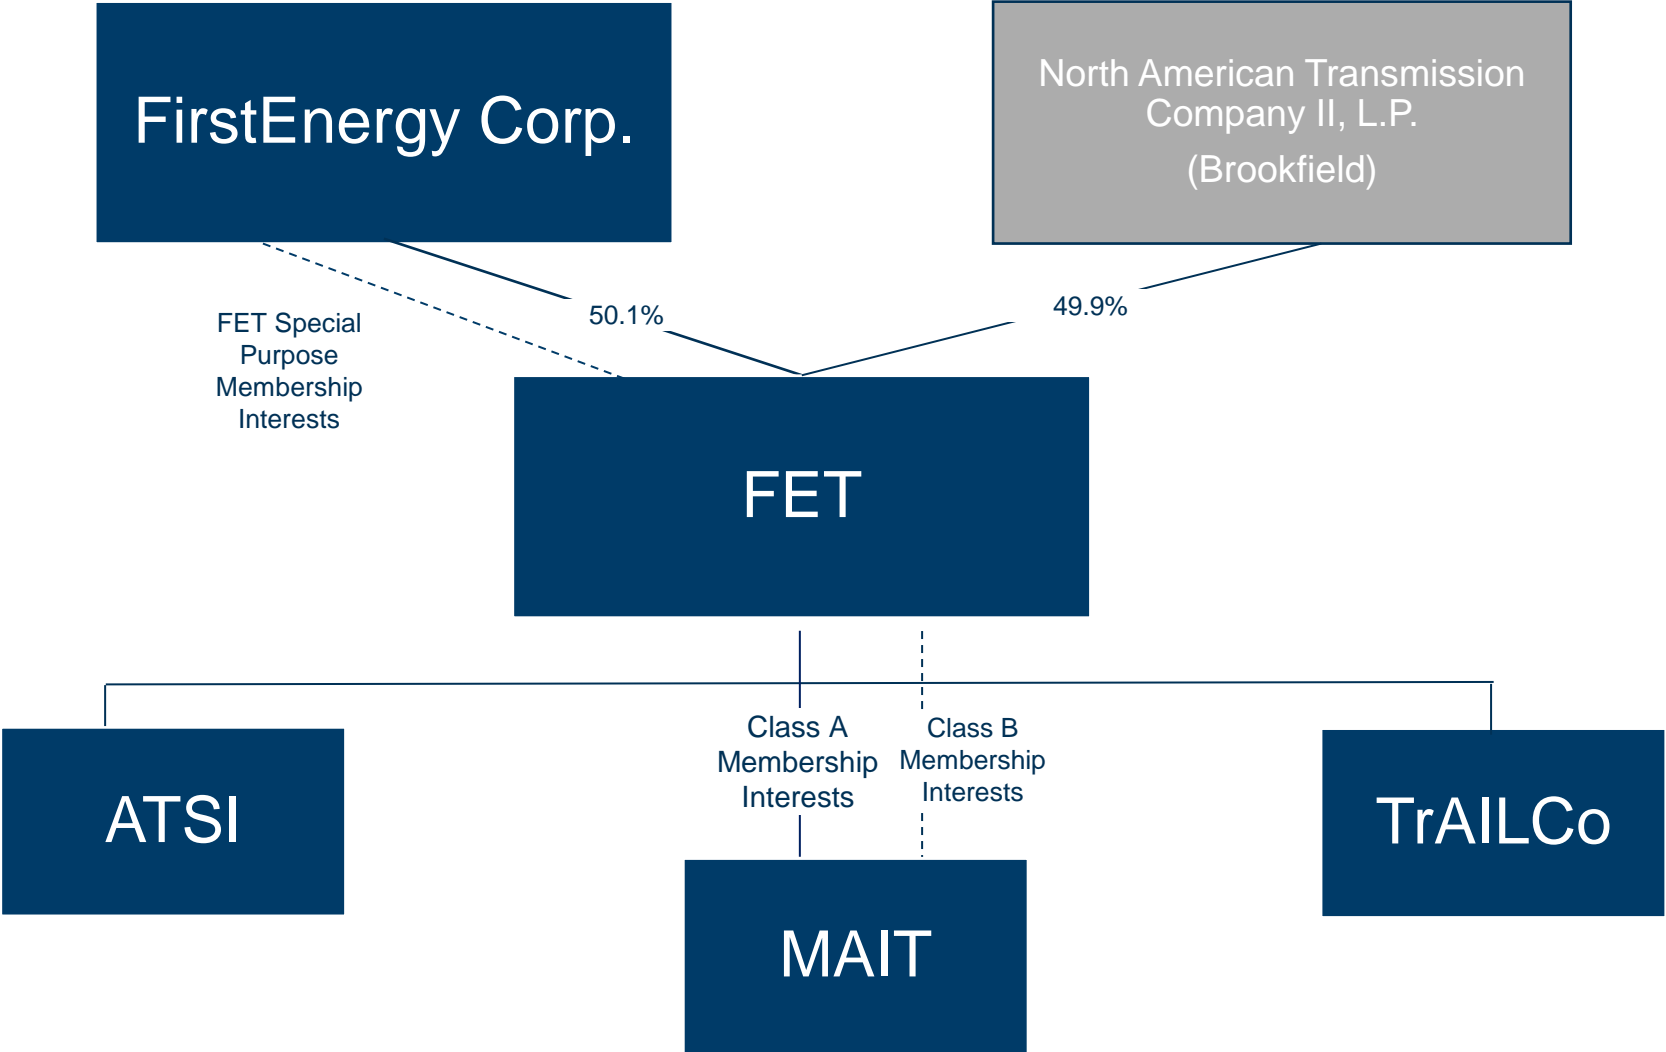 FirstEnergy Corp.
North American Transmission
Company II, L.P.
(Brookfield)
50.1%
49.9%
FET Special
Purpose
Membership
Interests
FET
Class A
Membership
Interests
Class B
Membership
Interests
ATSI
TrAILCo
MAIT